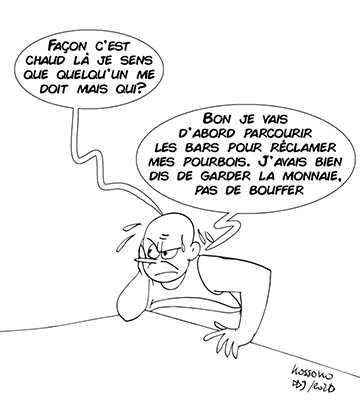 Façon c'est
chaud là je sens
que quelqu'un me
doit mais qui?
Bon je vais
d'abord parcourir
les bars pour réclamer
mes pourbois. J'avais bien
dis de garder la monnaie,
pas de bouffer